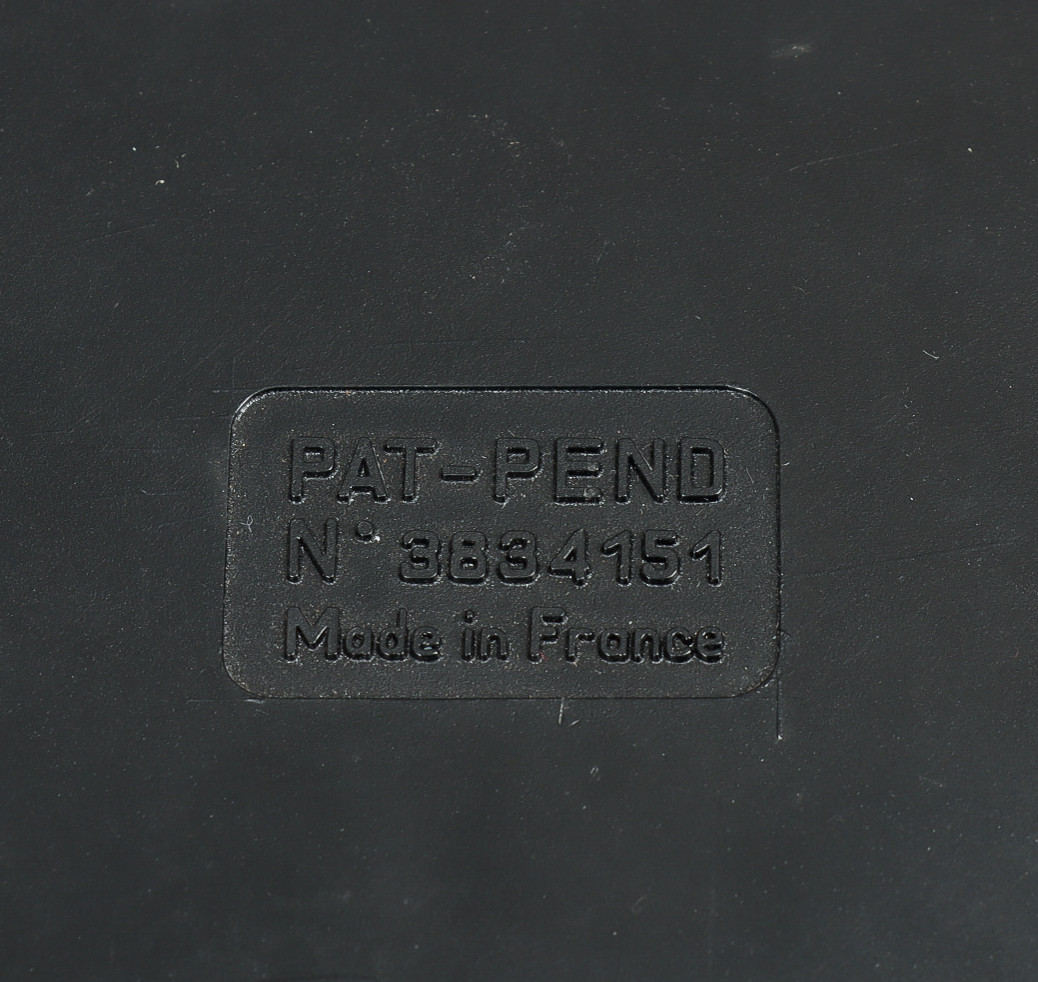 PAT-PEND
N° 3834151
Made in France